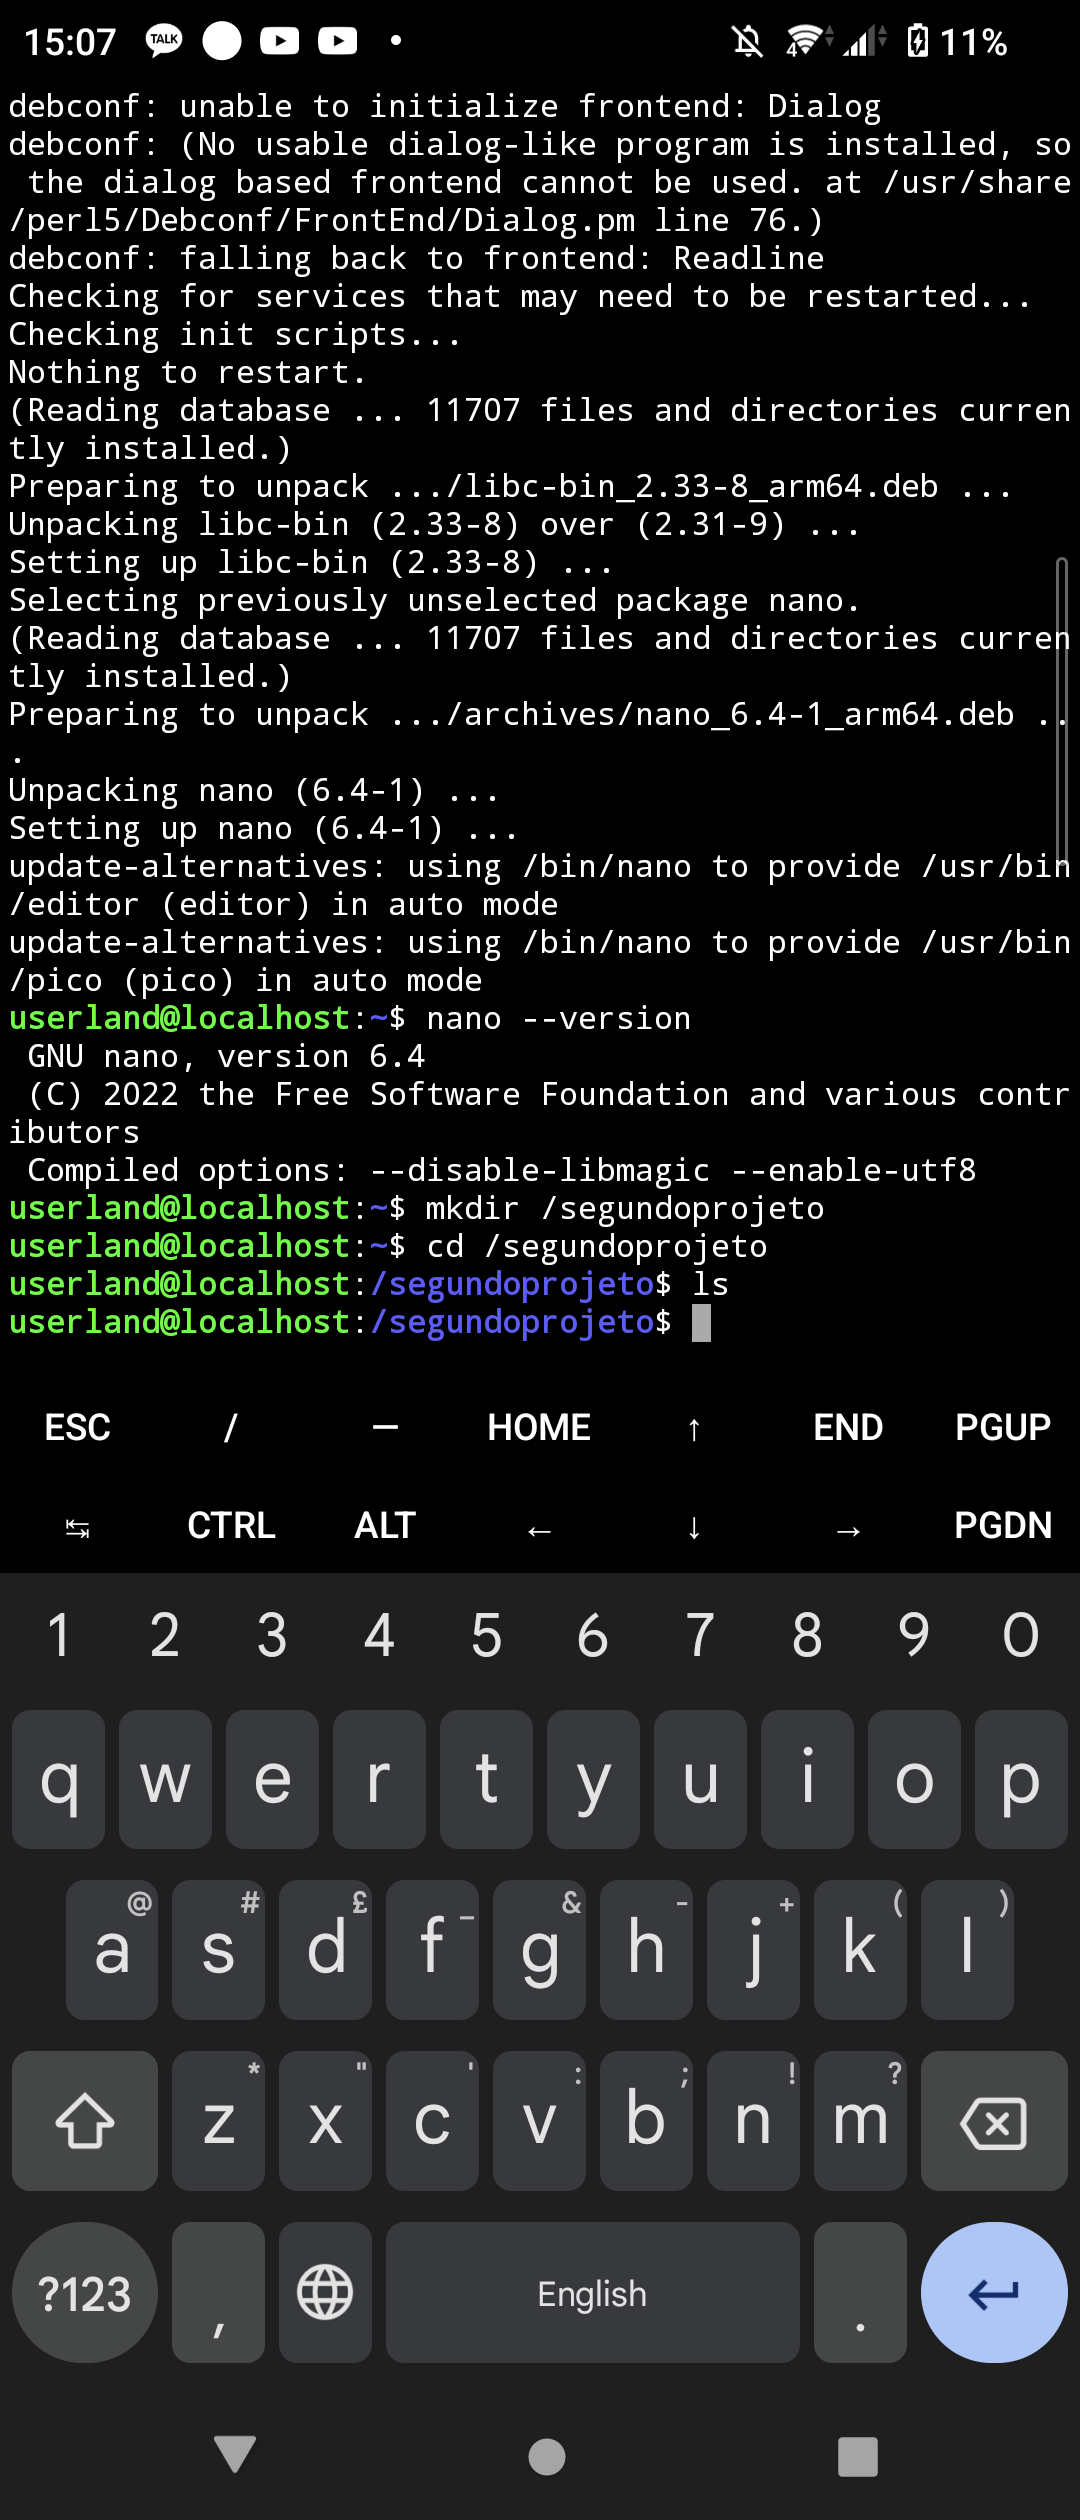 15:07 TALK 4 11%
debconf: unable to initialize frontend: Dialog
debconf: (No usable dialog-like program is installed, so
 the dialog based frontend cannot be used. at /usr/share
/perl5/Debconf/FrontEnd/Dialog.pm line 76.)
debconf: falling back to frontend: Readline
Checking for services that may need to be restarted...
Checking init scripts...
Nothing to restart.
(Reading database ... 11707 files and directories curren
tly installed.)
Preparing to unpack .../libc-bin_2.33-8_arm64.deb ...
Unpacking libc-bin (2.33-8) over (2.31-9) ...
Setting up libc-bin (2.33-8) ...
Selecting previously unselected package nano.
(Reading database ... 11707 files and directories curren
tly installed.)
Preparing to unpack .../archives/nano_6.4-1_arm64.deb ..
.
Unpacking nano (6.4-1) ...
Setting up nano (6.4-1) ...
update-alternatives: using /bin/nano to provide /usr/bin
/editor (editor) in auto mode
update-alternatives: using /bin/nano to provide /usr/bin
/pico (pico) in auto mode
userland@localhost:~$ nano --version
 GNU nano, version 6.4
 (C) 2022 the Free Software Foundation and various contr
ibutors
 Compiled options: --disable-libmagic --enable-utf8
userland@localhost:~$ mkdir /segundoprojeto
userland@localhost:~$ cd /segundoprojeto
userland@localhost:/segundoprojeto$ ls
userland@localhost:/segundoprojeto$
ESC / — HOME ↑ END PGUP
↹ CTRL ALT ← ↓ → PGDN
1 2 3 4 5 6 7 8 9 0
q w e r t y u i o p
@ # £ _ & - + ( )
a s d f g h j k l
* " ' : ; ! ?
z x c v b n m
?123 , English .